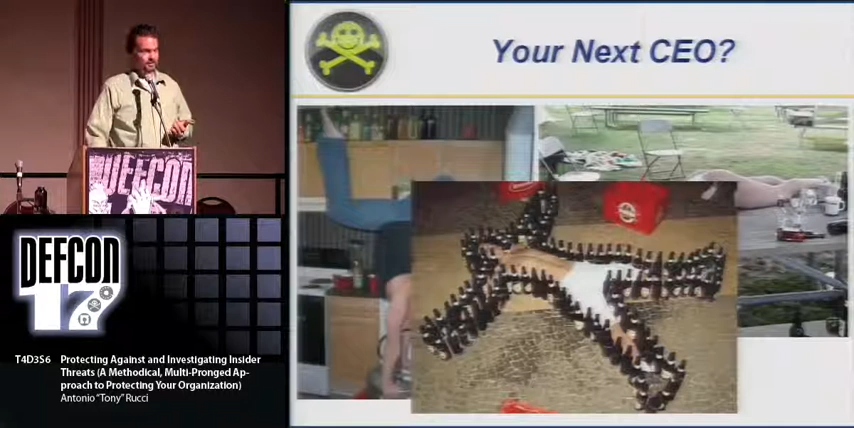 Your Next CEO?
DEFCON
DEFCON
17
T4D3S6 Protecting Against and Investigating Insider
Threats (A Methodical, Multi-Pronged Ap-
proach to Protecting Your Organization)
Antonio "Tony" Rucci